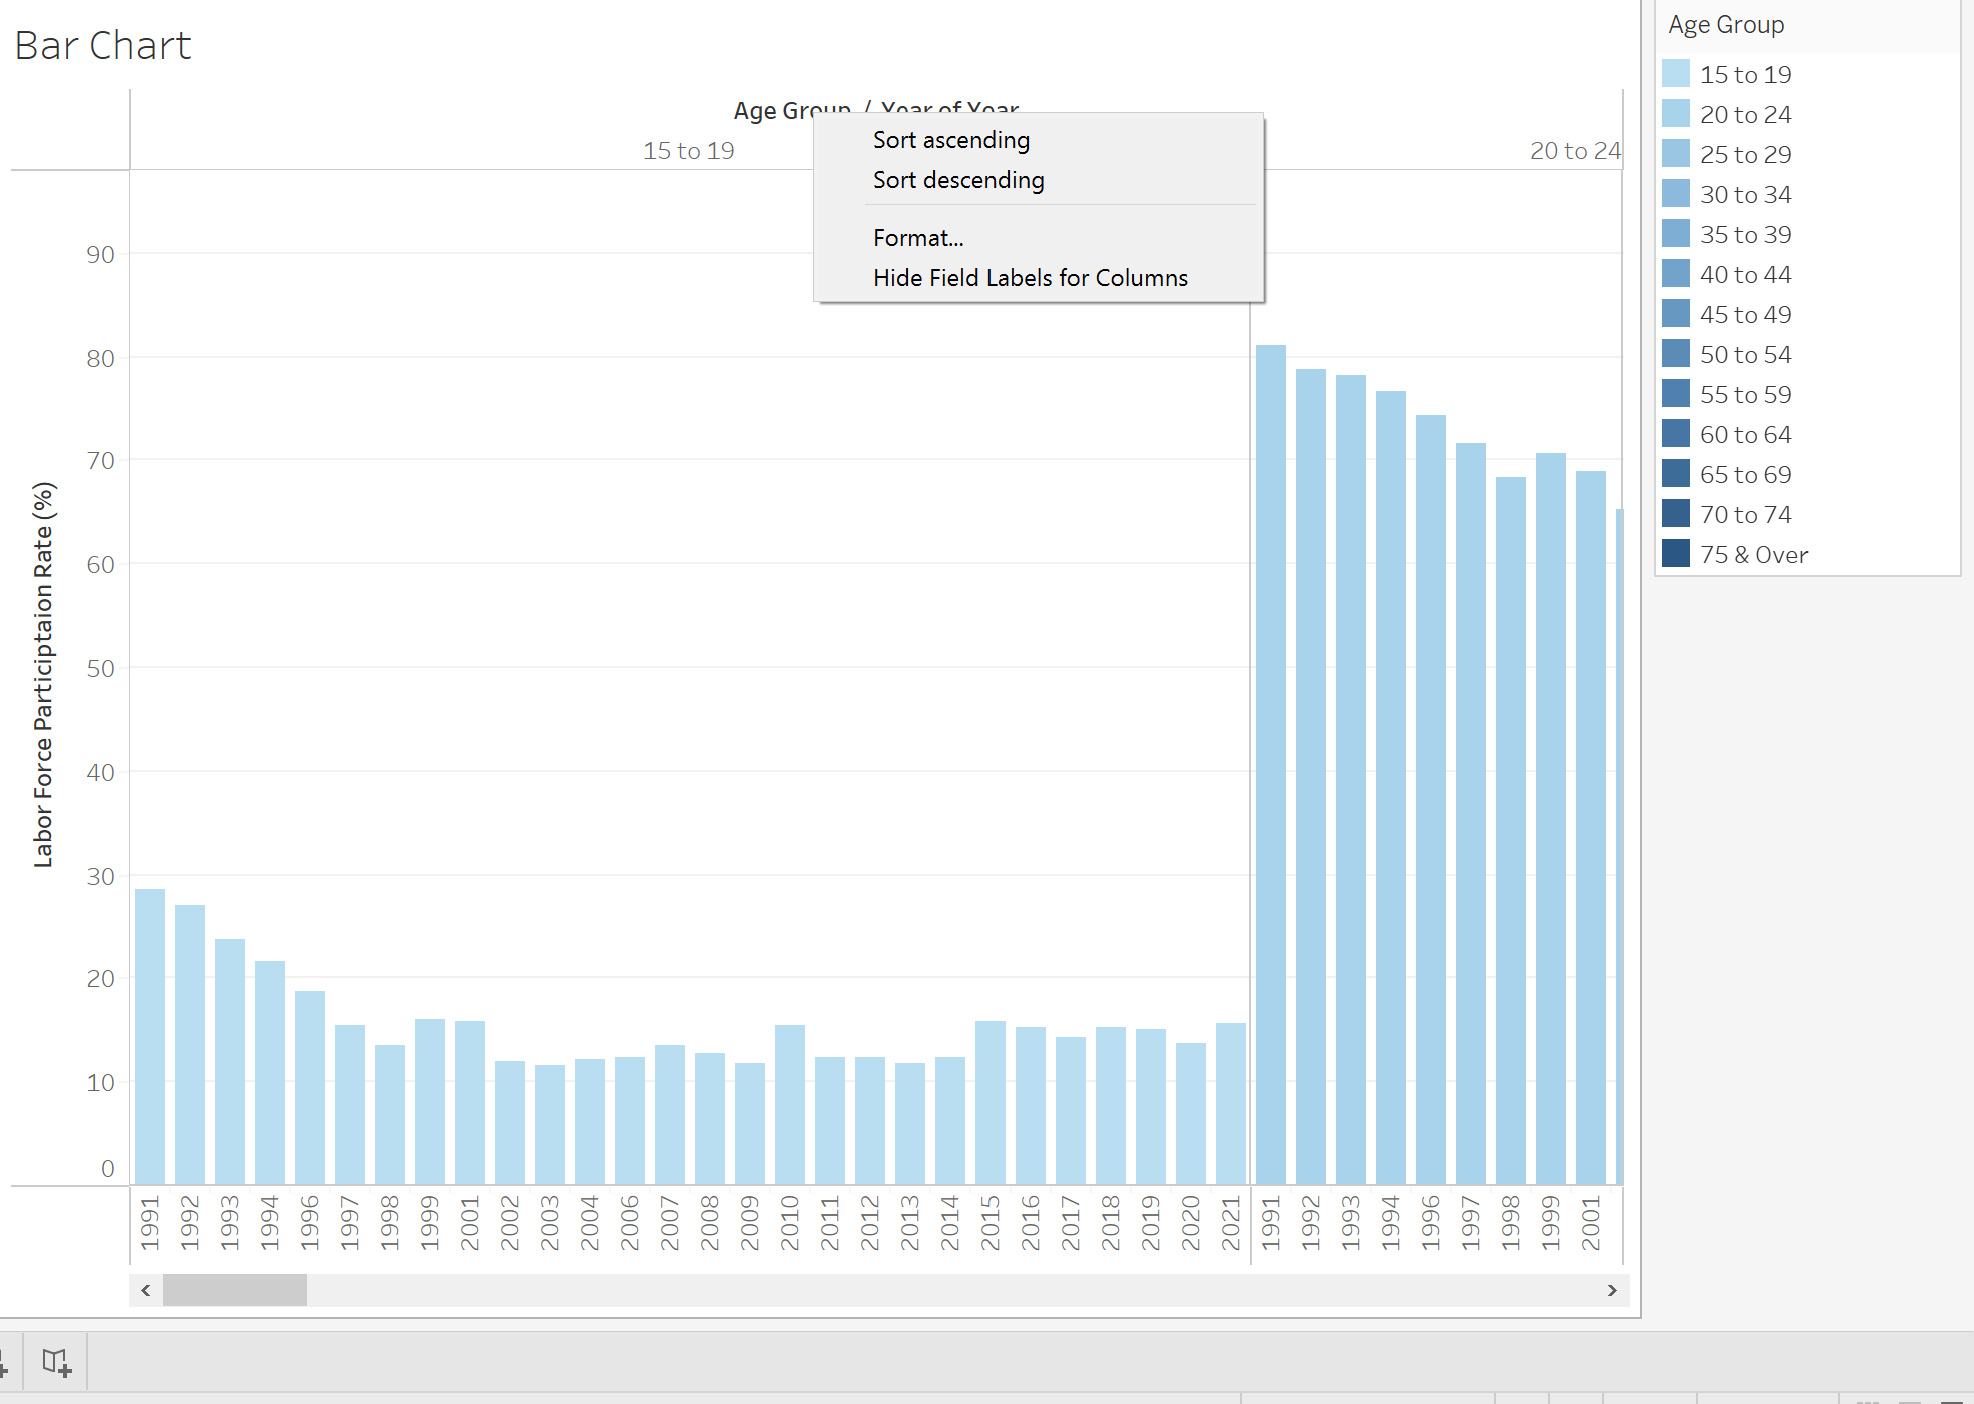 Bar Chart
Age Group / Year of Year
15 to 19
20 to 24
Sort ascending
Sort descending
Format...
Hide Field Labels for Columns
Labor Force Participtaion Rate (%)
90
80
70
60
50
40
30
20
10
0
1991 1992 1993 1994 1996 1997 1998 1999 2001 2002 2003 2004 2006 2007 2008 2009 2010 2011 2012 2013 2014 2015 2016 2017 2018 2019 2020 2021 1991 1992 1993 1994 1996 1997 1998 1999 2001
Age Group
15 to 19
20 to 24
25 to 29
30 to 34
35 to 39
40 to 44
45 to 49
50 to 54
55 to 59
60 to 64
65 to 69
70 to 74
75 & Over